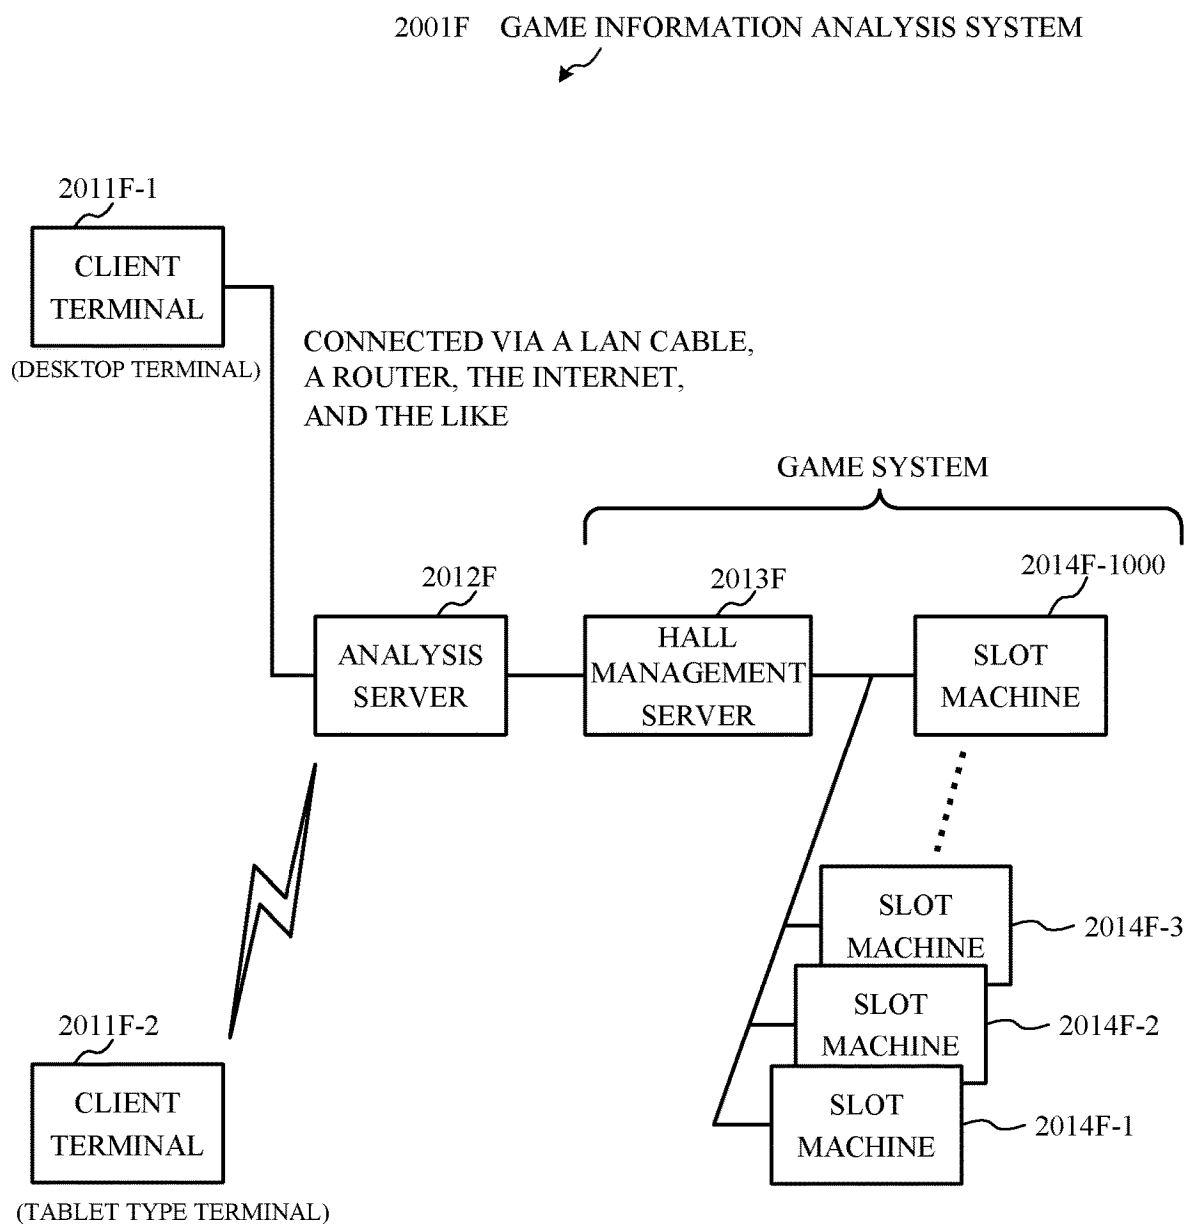 2001F GAME INFORMATION ANALYSIS SYSTEM
2011F-1
CLIENT
TERMINAL
(DESKTOP TERMINAL)
CONNECTED VIA A LAN CABLE,
A ROUTER, THE INTERNET,
AND THE LIKE
GAME SYSTEM
2012F
ANALYSIS
SERVER
2013F
HALL
MANAGEMENT
SERVER
2014F-1000
SLOT
MACHINE
SLOT
MACHINE
2014F-3
SLOT
MACHINE
2014F-2
SLOT
MACHINE
2014F-1
2011F-2
CLIENT
TERMINAL
(TABLET TYPE TERMINAL)